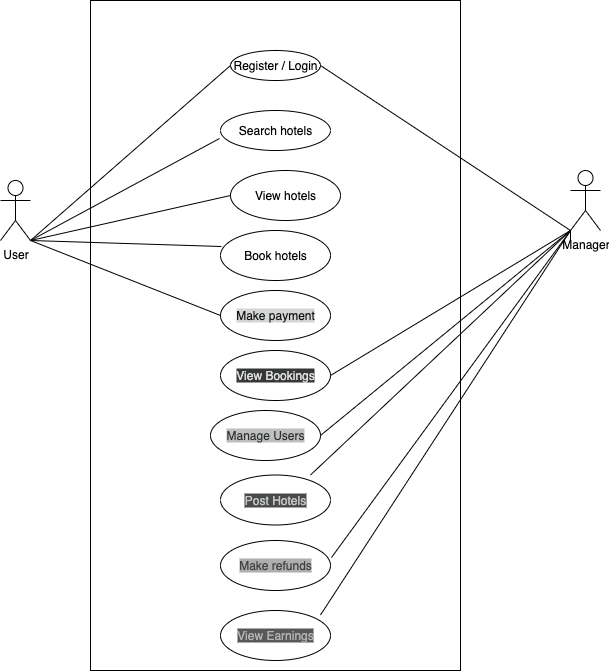 Register / Login
Search hotels
View hotels
User
Manager
Book hotels
Make payment
View Bookings
Manage Users
Post Hotels
Make refunds
View Earnings